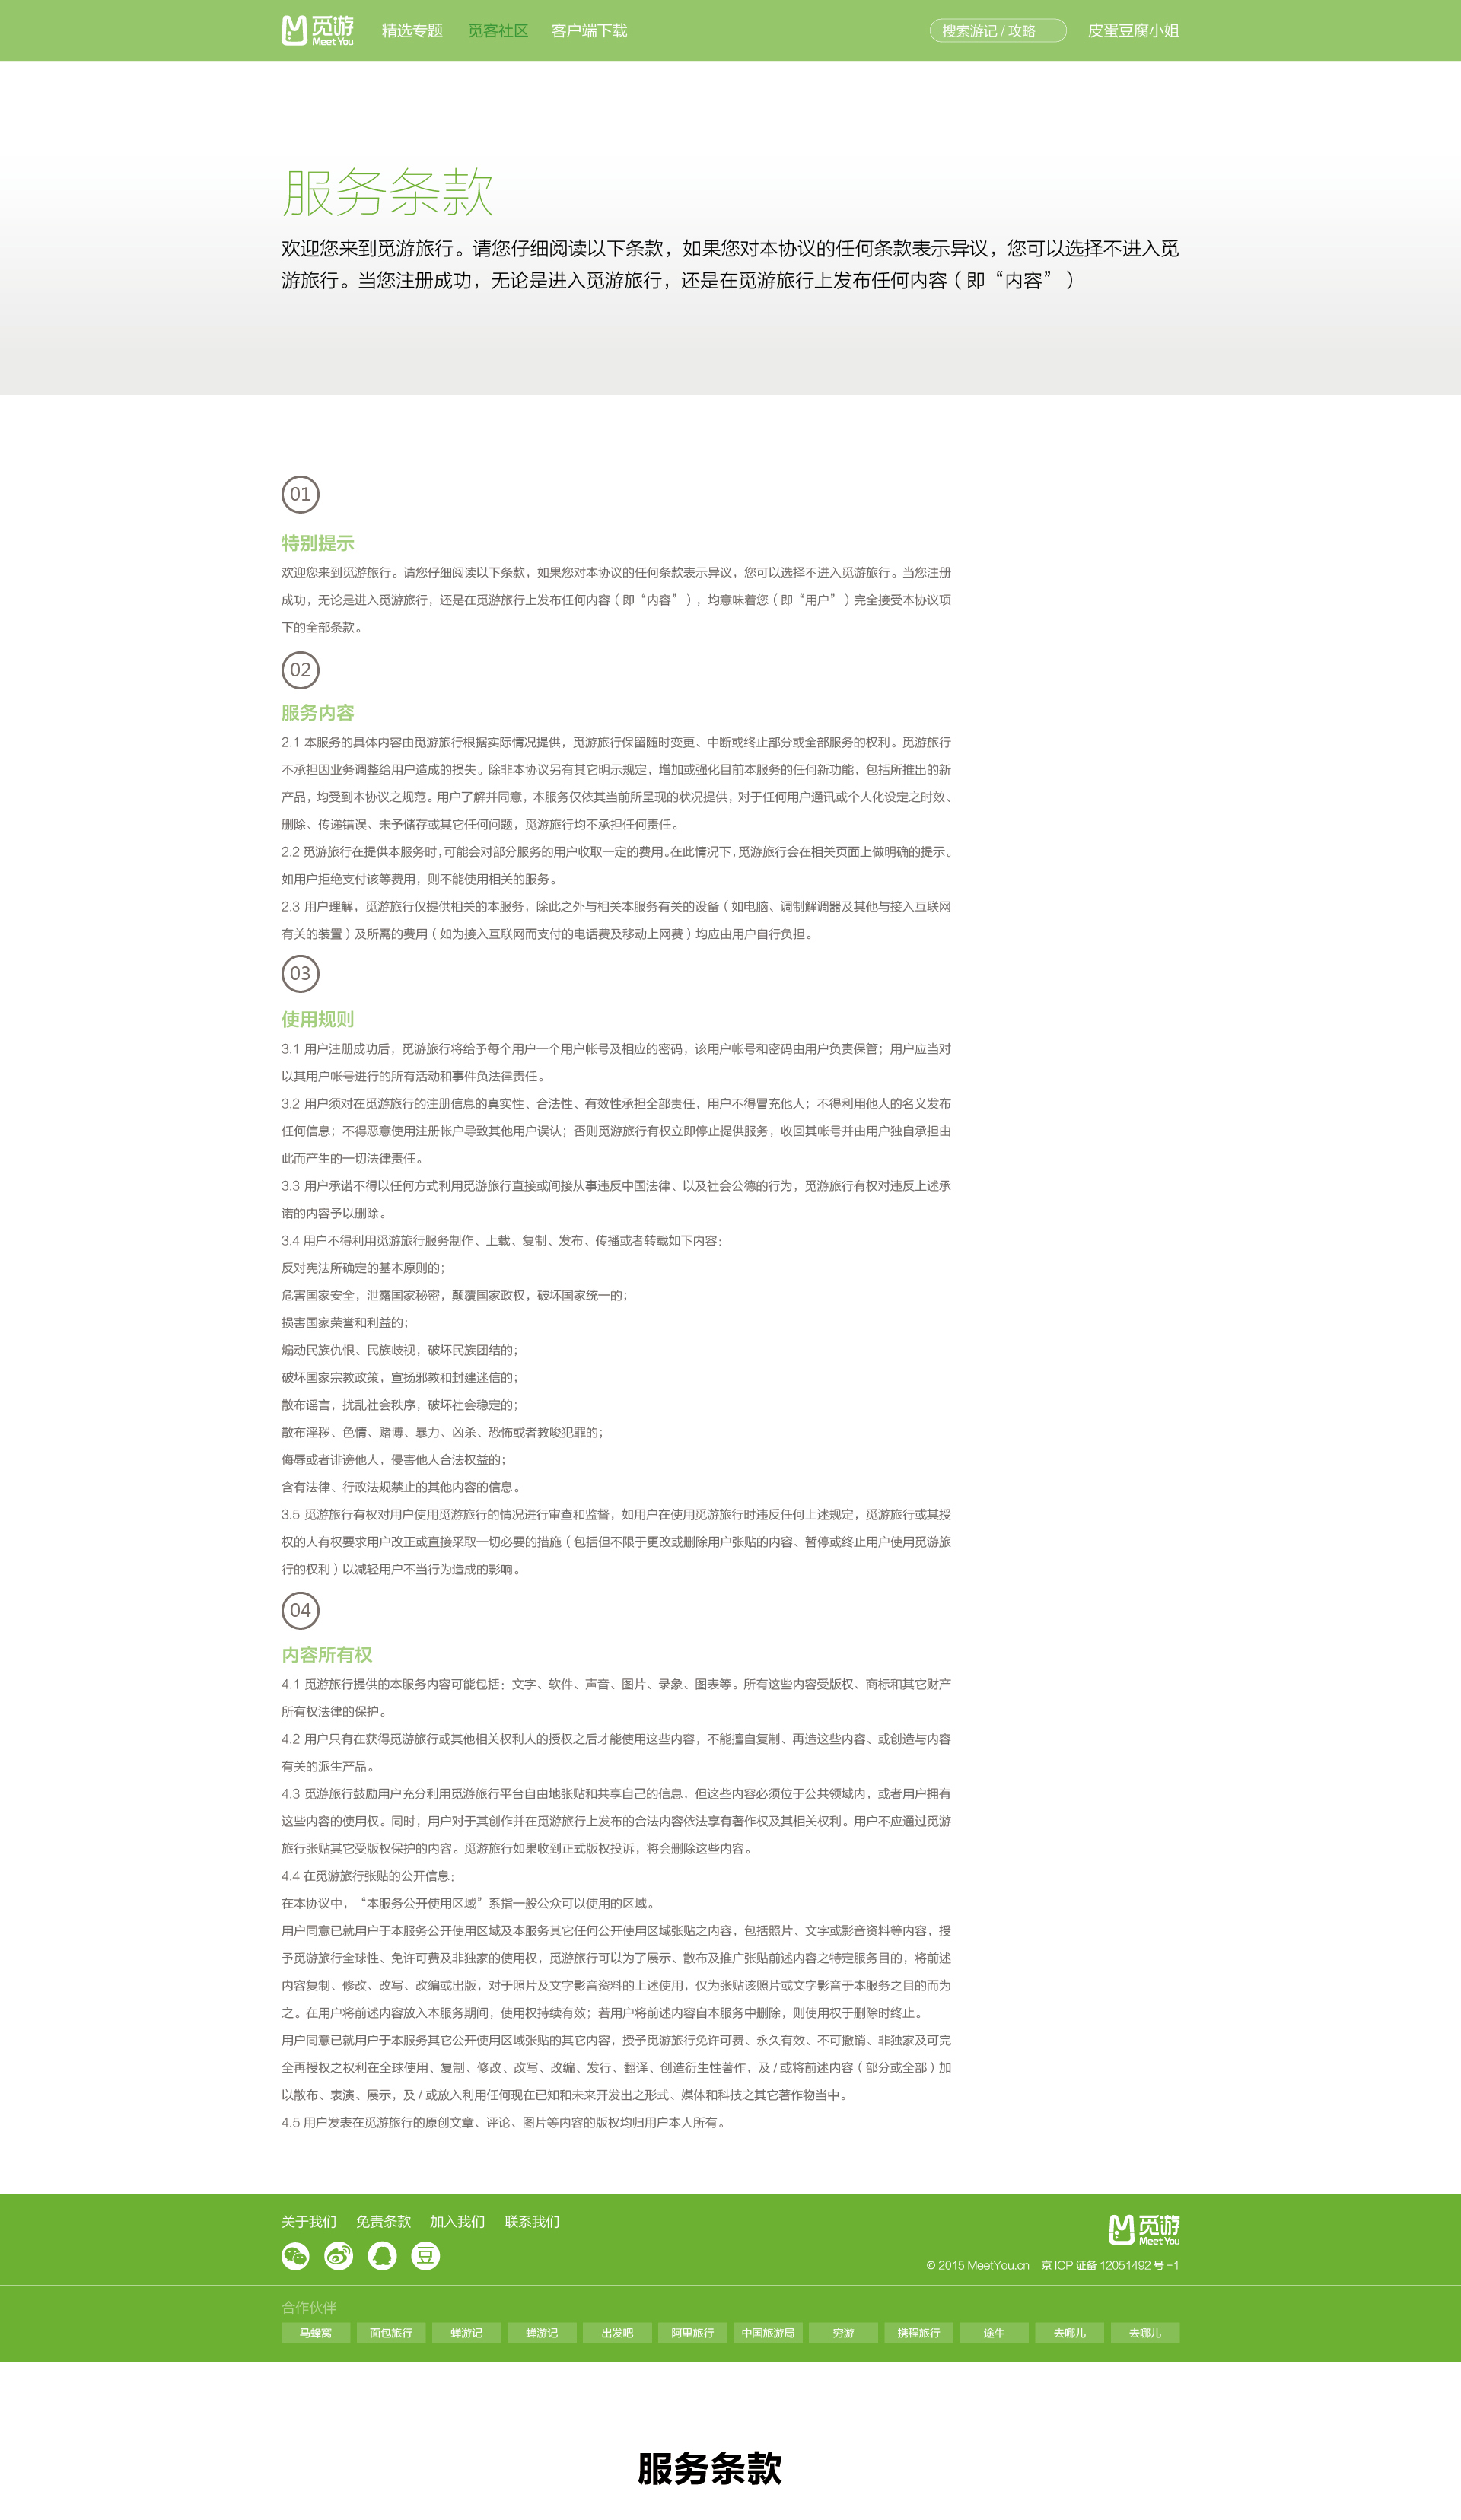 觅游 Meet You 精选专题 觅客社区 客户端下载 搜索游记 / 攻略 皮蛋豆腐小姐
服务条款
欢迎您来到觅游旅行。请您仔细阅读以下条款，如果您对本协议的任何条款表示异议，您可以选择不进入觅
游旅行。当您注册成功，无论是进入觅游旅行，还是在觅游旅行上发布任何内容（即“内容”）
01
特别提示
欢迎您来到觅游旅行。请您仔细阅读以下条款，如果您对本协议的任何条款表示异议，您可以选择不进入觅游旅行。当您注册
成功，无论是进入觅游旅行，还是在觅游旅行上发布任何内容（即“内容”），均意味着您（即“用户”）完全接受本协议项
下的全部条款。
02
服务内容
2.1 本服务的具体内容由觅游旅行根据实际情况提供，觅游旅行保留随时变更、中断或终止部分或全部服务的权利。觅游旅行
不承担因业务调整给用户造成的损失。除非本协议另有其它明示规定，增加或强化目前本服务的任何新功能，包括所推出的新
产品，均受到本协议之规范。用户了解并同意，本服务仅依其当前所呈现的状况提供，对于任何用户通讯或个人化设定之时效、
删除、传递错误、未予储存或其它任何问题，觅游旅行均不承担任何责任。
2.2 觅游旅行在提供本服务时，可能会对部分服务的用户收取一定的费用。在此情况下，觅游旅行会在相关页面上做明确的提示。
如用户拒绝支付该等费用，则不能使用相关的服务。
2.3 用户理解，觅游旅行仅提供相关的本服务，除此之外与相关本服务有关的设备（如电脑、调制解调器及其他与接入互联网
有关的装置）及所需的费用（如为接入互联网而支付的电话费及移动上网费）均应由用户自行负担。
03
使用规则
3.1 用户注册成功后，觅游旅行将给予每个用户一个用户帐号及相应的密码，该用户帐号和密码由用户负责保管；用户应当对
以其用户帐号进行的所有活动和事件负法律责任。
3.2 用户须对在觅游旅行的注册信息的真实性、合法性、有效性承担全部责任，用户不得冒充他人；不得利用他人的名义发布
任何信息；不得恶意使用注册帐户导致其他用户误认；否则觅游旅行有权立即停止提供服务，收回其帐号并由用户独自承担由
此而产生的一切法律责任。
3.3 用户承诺不得以任何方式利用觅游旅行直接或间接从事违反中国法律、以及社会公德的行为，觅游旅行有权对违反上述承
诺的内容予以删除。
3.4 用户不得利用觅游旅行服务制作、上载、复制、发布、传播或者转载如下内容：
反对宪法所确定的基本原则的；
危害国家安全，泄露国家秘密，颠覆国家政权，破坏国家统一的；
损害国家荣誉和利益的；
煽动民族仇恨、民族歧视，破坏民族团结的；
破坏国家宗教政策，宣扬邪教和封建迷信的；
散布谣言，扰乱社会秩序，破坏社会稳定的；
散布淫秽、色情、赌博、暴力、凶杀、恐怖或者教唆犯罪的；
侮辱或者诽谤他人，侵害他人合法权益的；
含有法律、行政法规禁止的其他内容的信息。
3.5 觅游旅行有权对用户使用觅游旅行的情况进行审查和监督，如用户在使用觅游旅行时违反任何上述规定，觅游旅行或其授
权的人有权要求用户改正或直接采取一切必要的措施（包括但不限于更改或删除用户张贴的内容、暂停或终止用户使用觅游旅
行的权利）以减轻用户不当行为造成的影响。
04
内容所有权
4.1 觅游旅行提供的本服务内容可能包括：文字、软件、声音、图片、录象、图表等。所有这些内容受版权、商标和其它财产
所有权法律的保护。
4.2 用户只有在获得觅游旅行或其他相关权利人的授权之后才能使用这些内容，不能擅自复制、再造这些内容、或创造与内容
有关的派生产品。
4.3 觅游旅行鼓励用户充分利用觅游旅行平台自由地张贴和共享自己的信息，但这些内容必须位于公共领域内，或者用户拥有
这些内容的使用权。同时，用户对于其创作并在觅游旅行上发布的合法内容依法享有著作权及其相关权利。用户不应通过觅游
旅行张贴其它受版权保护的内容。觅游旅行如果收到正式版权投诉，将会删除这些内容。
4.4 在觅游旅行张贴的公开信息：
在本协议中，“本服务公开使用区域”系指一般公众可以使用的区域。
用户同意已就用户于本服务公开使用区域及本服务其它任何公开使用区域张贴之内容，包括照片、文字或影音资料等内容，授
予觅游旅行全球性、免许可费及非独家的使用权，觅游旅行可以为了展示、散布及推广张贴前述内容之特定服务目的，将前述
内容复制、修改、改写、改编或出版，对于照片及文字影音资料的上述使用，仅为张贴该照片或文字影音于本服务之目的而为
之。在用户将前述内容放入本服务期间，使用权持续有效；若用户将前述内容自本服务中删除，则使用权于删除时终止。
用户同意已就用户于本服务其它公开使用区域张贴的其它内容，授予觅游旅行免许可费、永久有效、不可撤销、非独家及可完
全再授权之权利在全球使用、复制、修改、改写、改编、发行、翻译、创造衍生性著作，及 / 或将前述内容（部分或全部）加
以散布、表演、展示，及 / 或放入利用任何现在已知和未来开发出之形式、媒体和科技之其它著作物当中。
4.5 用户发表在觅游旅行的原创文章、评论、图片等内容的版权均归用户本人所有。
关于我们 免责条款 加入我们 联系我们
觅游 Meet You
豆
© 2015 MeetYou.cn 京 ICP 证备 12051492 号 -1
合作伙伴
马蜂窝 面包旅行 蝉游记 蝉游记 出发吧 阿里旅行 中国旅游局 穷游 携程旅行 途牛 去哪儿 去哪儿
服务条款